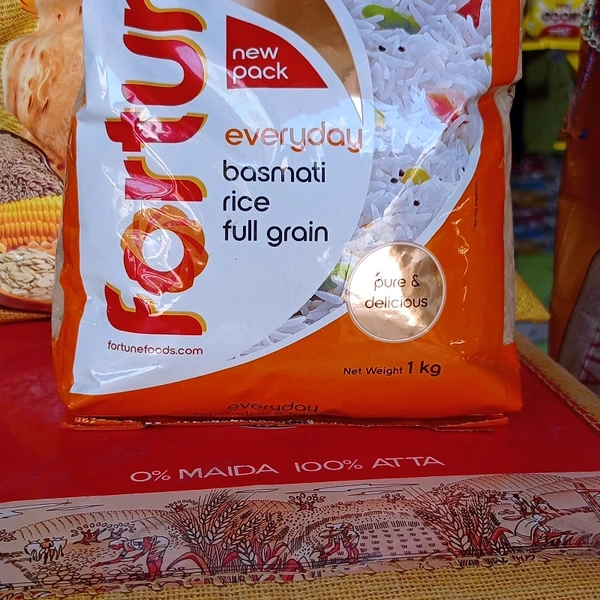 fortun
new
pack
everyday
basmati
rice
full grain
pure &
delicious
fortunefoods.com
Net Weight 1 kg
everyday
0% MAIDA 100% ATTA